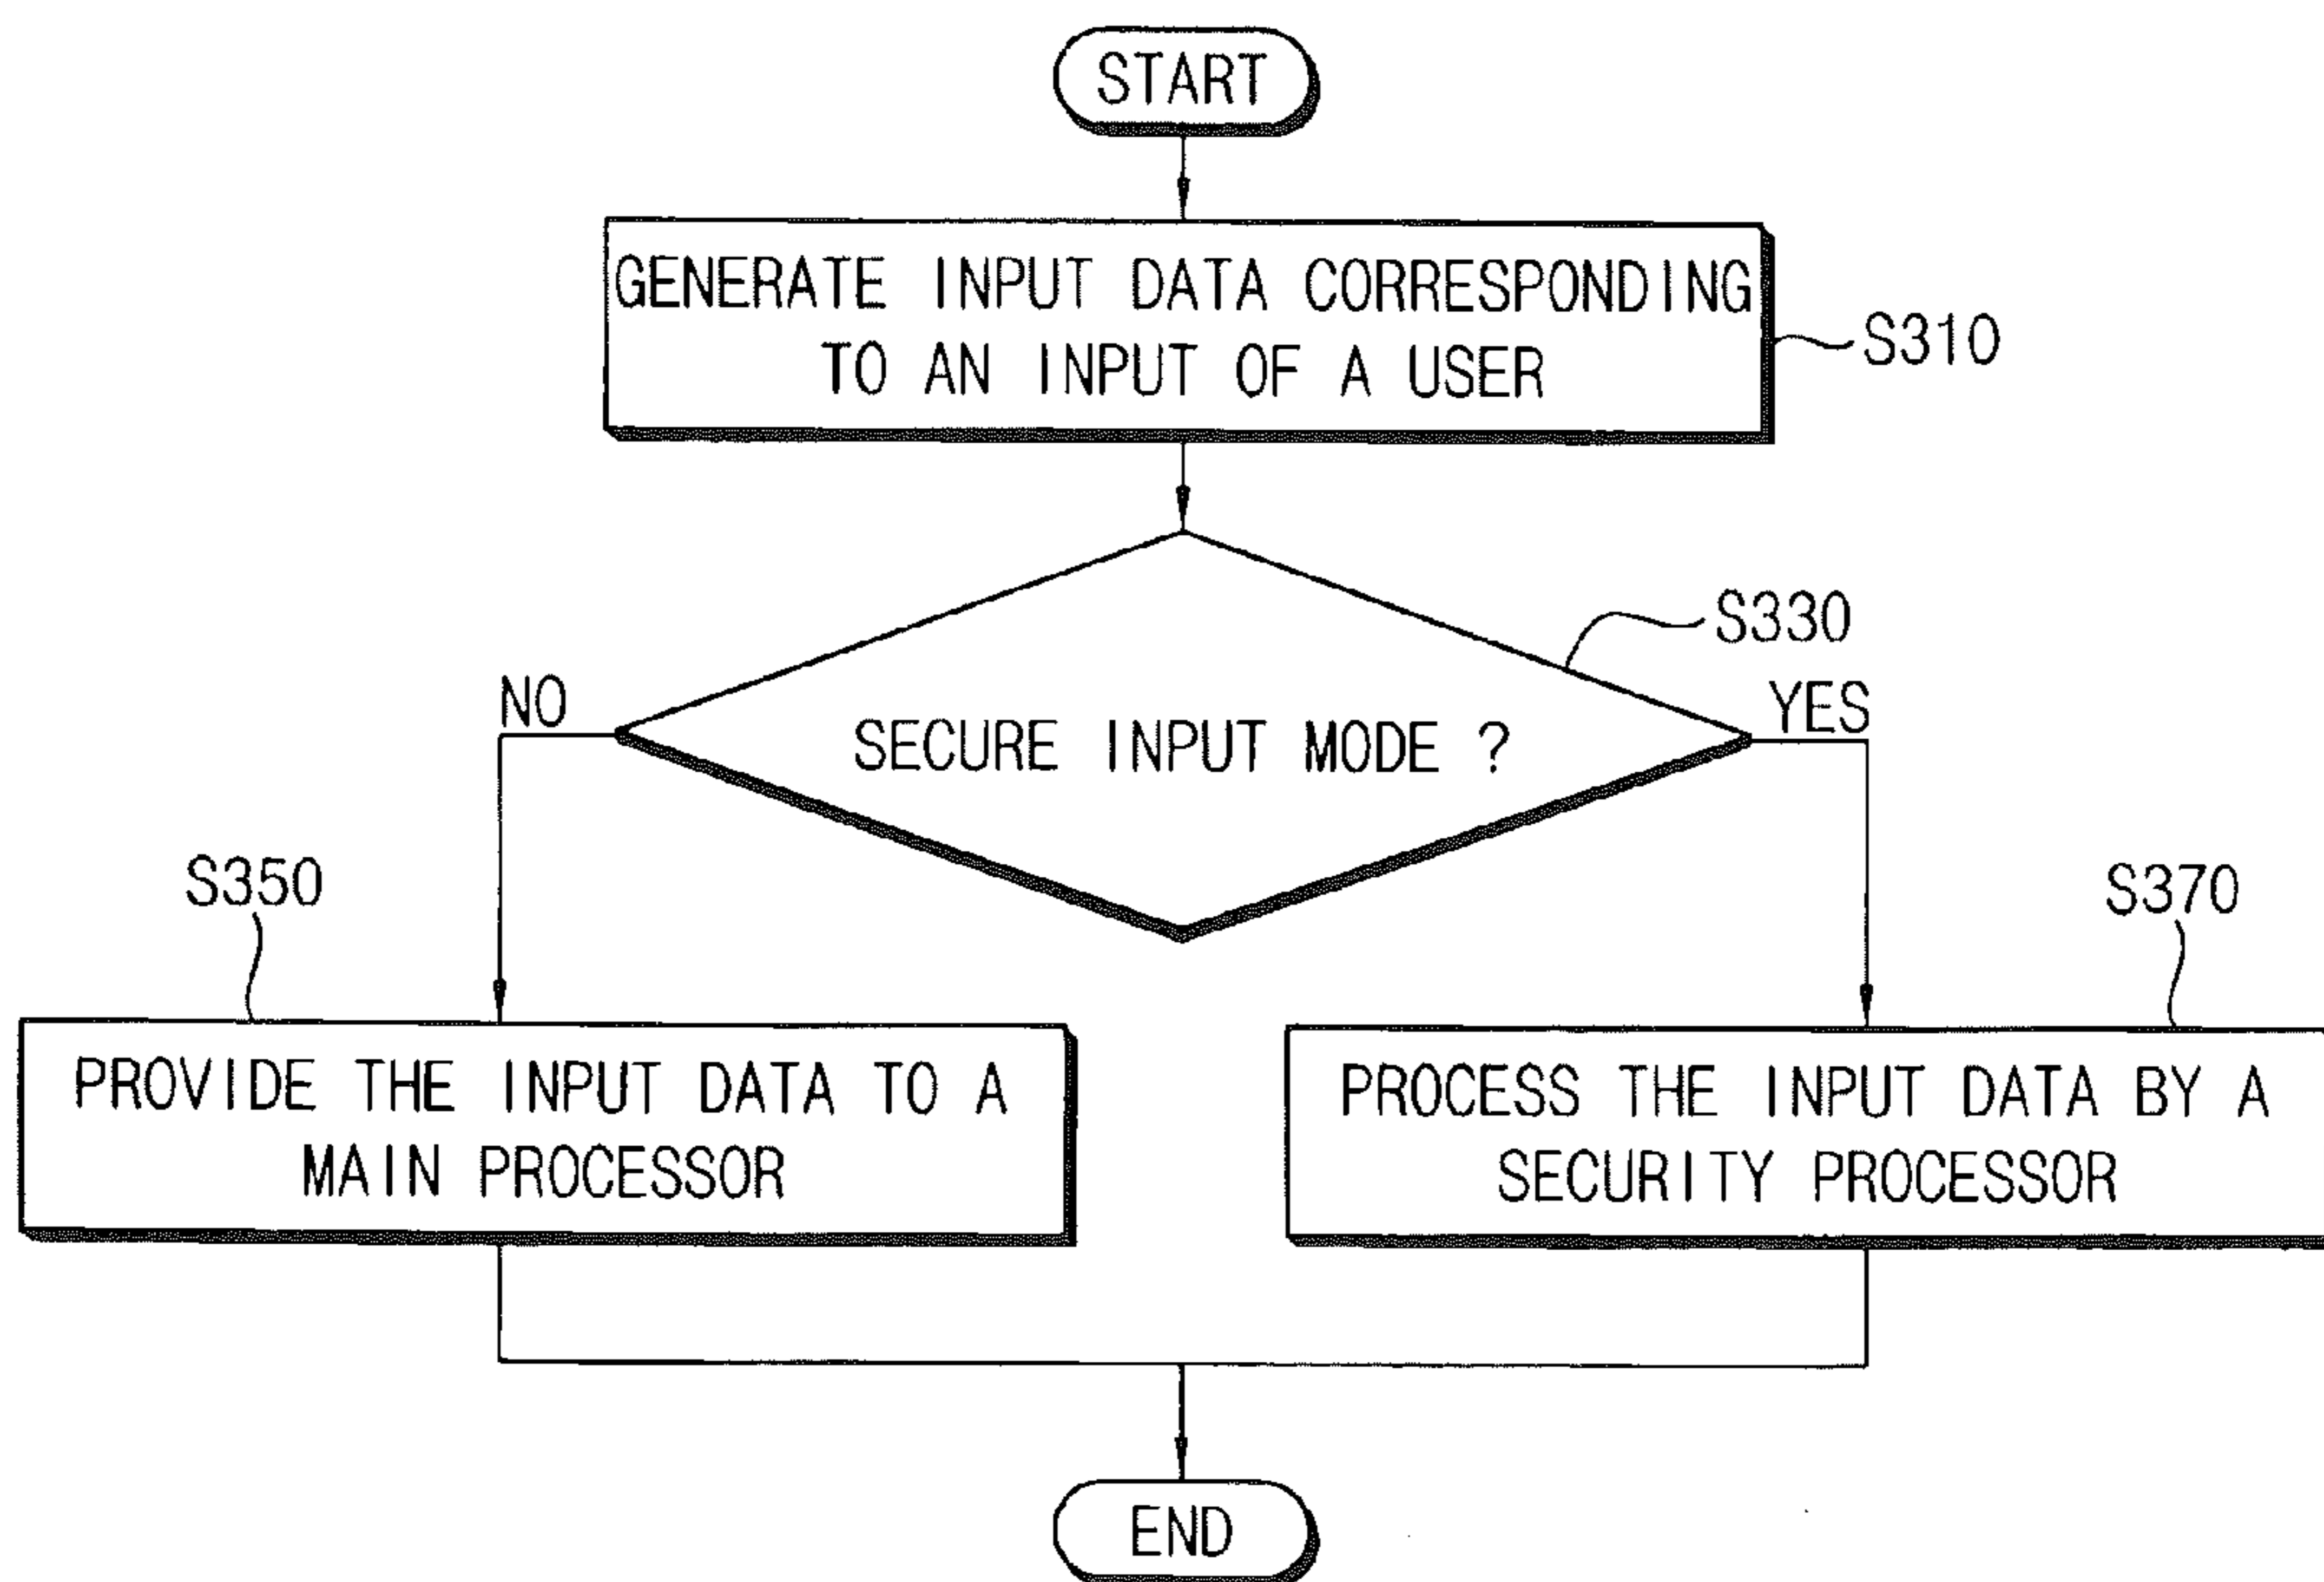 START
GENERATE INPUT DATA CORRESPONDING
TO AN INPUT OF A USER
S310
S330
NO
YES
SECURE INPUT MODE ?
S350
S370
PROVIDE THE INPUT DATA TO A
MAIN PROCESSOR
PROCESS THE INPUT DATA BY A
SECURITY PROCESSOR
END